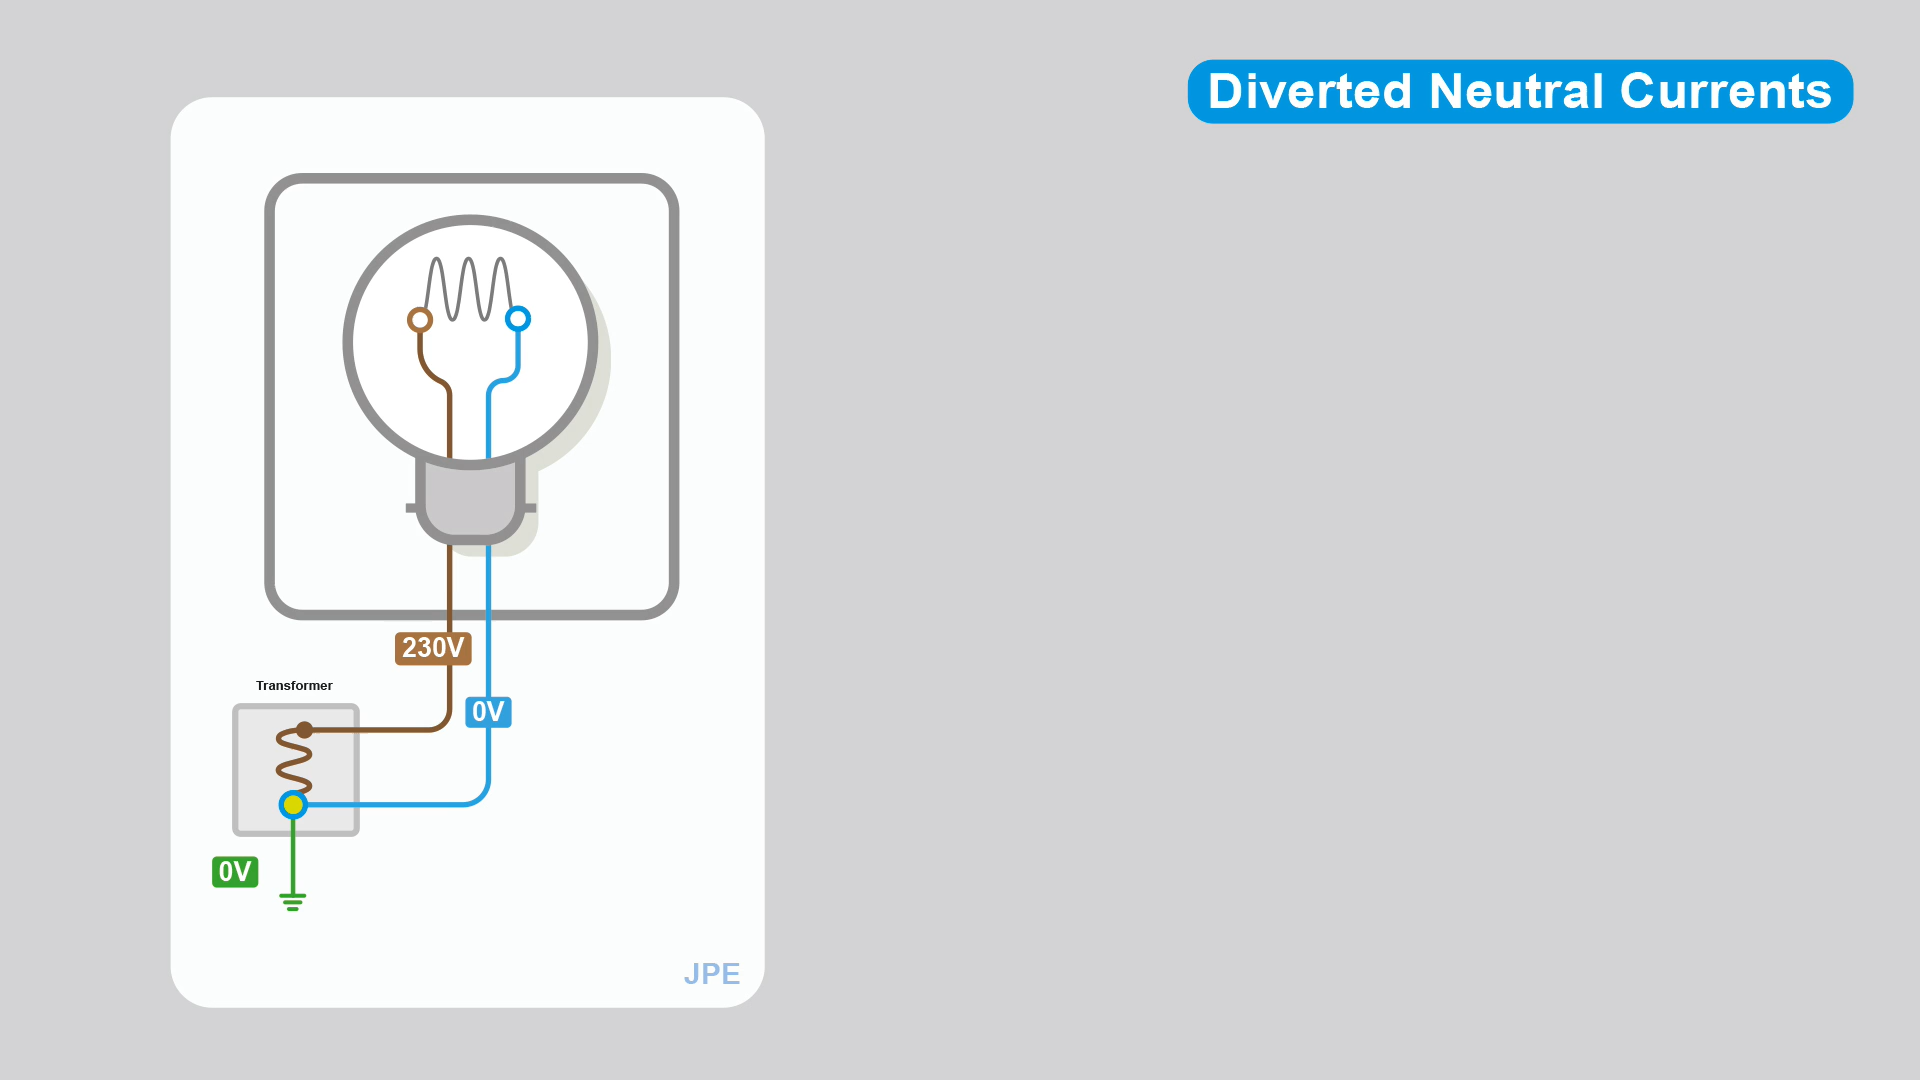 Diverted Neutral Currents
230V
Transformer
0V
0V
JPE